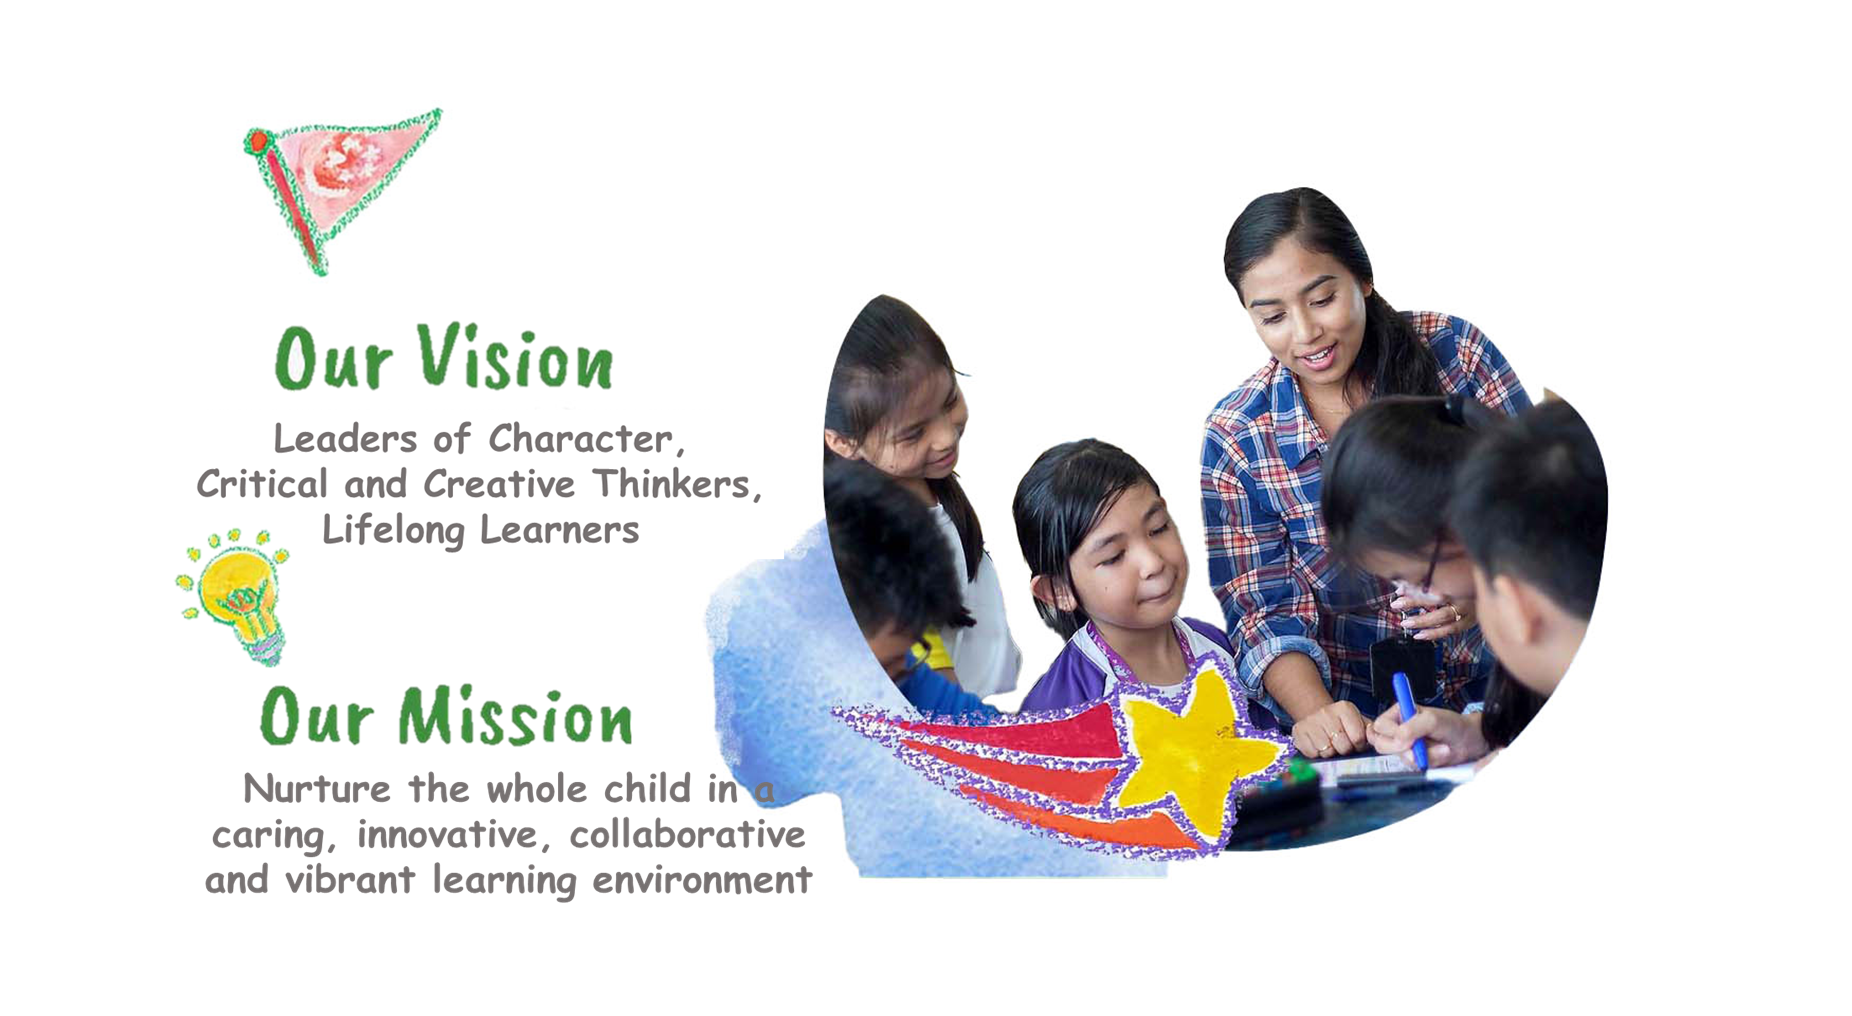 Our Vision
Leaders of Character,
Critical and Creative Thinkers,
Lifelong Learners
Our Mission
Nurture the whole child in a
caring, innovative, collaborative
and vibrant learning environment